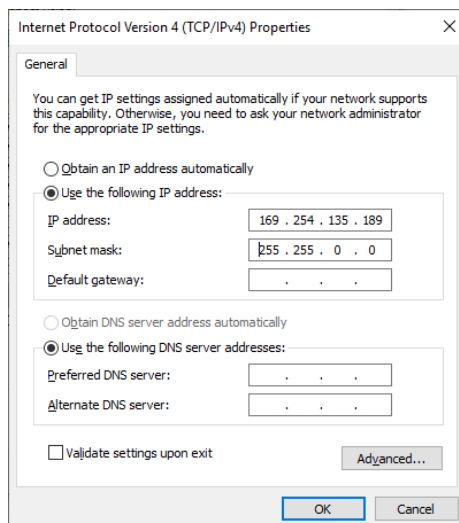 Internet Protocol Version 4 (TCP/IPv4) Properties
General
You can get IP settings assigned automatically if your network supports
this capability. Otherwise, you need to ask your network administrator
for the appropriate IP settings.
Obtain an IP address automatically
Use the following IP address:
IP address: 169 . 254 . 135 . 189
Subnet mask: 255 . 255 . 0 . 0
Default gateway: . . .
Obtain DNS server address automatically
Use the following DNS server addresses:
Preferred DNS server: . . .
Alternate DNS server: . . .
Validate settings upon exit
Advanced...
OK Cancel